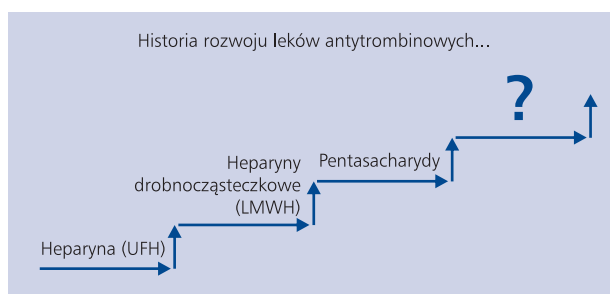 Historia rozwoju leków antytrombinowych...
?
Heparyny
drobnocząsteczkowe
(LMWH)
Pentasacharydy
Heparyna (UFH)